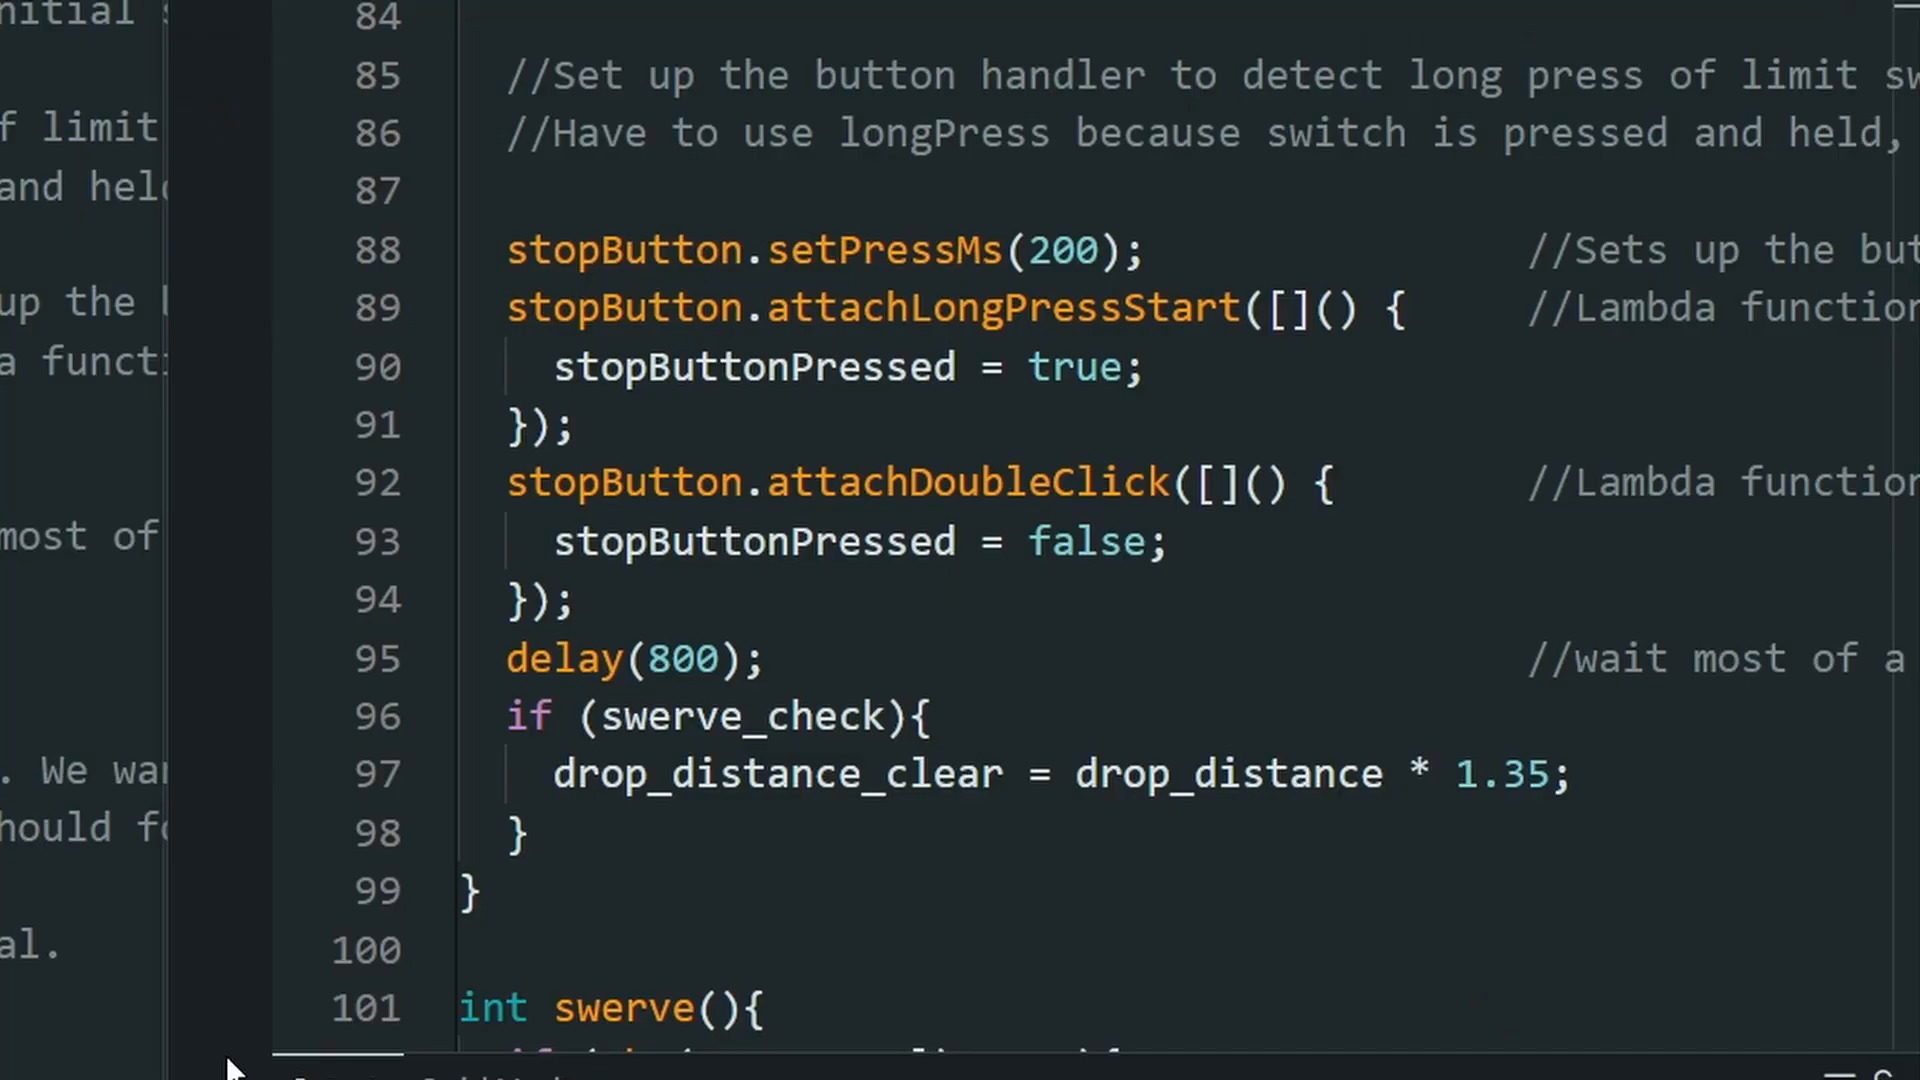 nitial
f limit
and held
up the
a functi
most of
. We wan
hould fo
al.
84
85 //Set up the button handler to detect long press of limit sw
86 //Have to use longPress because switch is pressed and held,
87
88 stopButton.setPressMs(200); //Sets up the but
89 stopButton.attachLongPressStart([]() { //Lambda function
90 stopButtonPressed = true;
91 });
92 stopButton.attachDoubleClick([]() { //Lambda function
93 stopButtonPressed = false;
94 });
95 delay(800); //wait most of a
96 if (swerve_check){
97 drop_distance_clear = drop_distance * 1.35;
98 }
99 }
100
101 int swerve(){